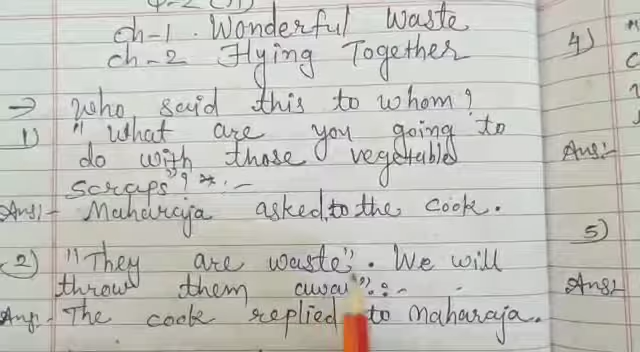 ch-1. Wonderful Waste
ch-2 Flying Together
→ Who said this to whom?
1) "What are you going to
do with those vegetable
scraps"?
Ans:- Maharaja asked to the cook.
2) "They are waste". We will
throw them away".
Ans:- The cook replied to Maharaja.
4)
Ans:-
5)
Ans:-